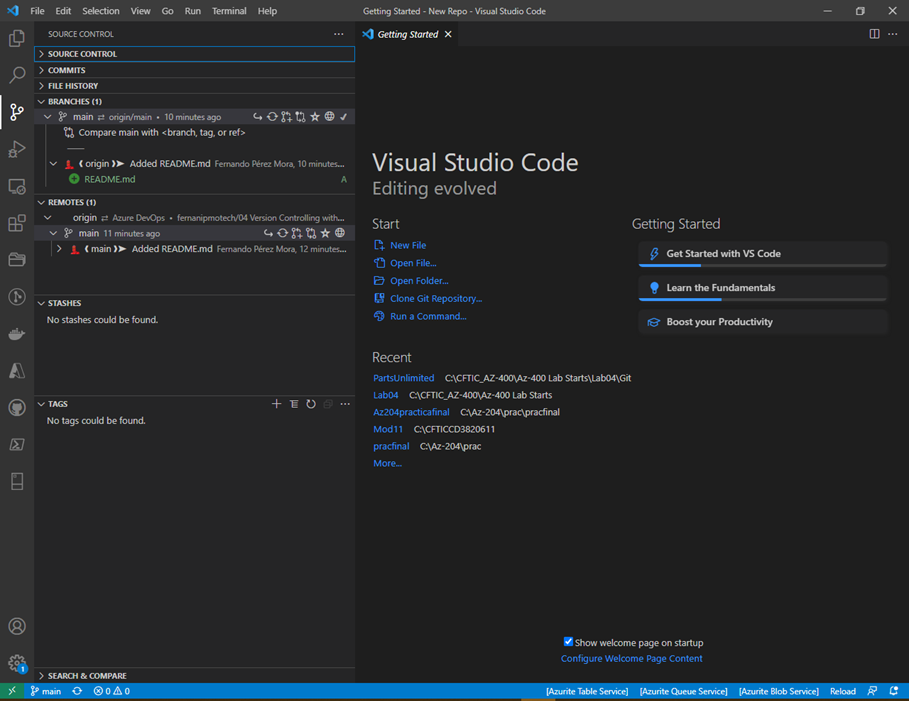 File Edit Selection View Go Run Terminal Help Getting Started - New Repo - Visual Studio Code
SOURCE CONTROL
Getting Started
SOURCE CONTROL
COMMITS
FILE HISTORY
BRANCHES (1)
main origin/main • 10 minutes ago
Compare main with <branch, tag, or ref>
origin Added README.md Fernando Pérez Mora, 10 minutes...
README.md A
REMOTES (1)
origin Azure DevOps • fernanipmotech/04 Version Controlling with...
main 11 minutes ago
main Added README.md Fernando Pérez Mora, 12 minutes...
STASHES
No stashes could be found.
TAGS
No tags could be found.
SEARCH & COMPARE
Visual Studio Code
Editing evolved
Start
New File
Open File...
Open Folder...
Clone Git Repository...
Run a Command...
Recent
PartsUnlimited C:\CFTIC_AZ-400\Az-400 Lab Starts\Lab04\Git
Lab04 C:\CFTIC_AZ-400\Az-400 Lab Starts
Az204practicafinal C:\Az-204\prac\pracfinal
Mod11 C:\CFTICCD3820611
pracfinal C:\Az-204\prac
More...
Getting Started
Get Started with VS Code
Learn the Fundamentals
Boost your Productivity
Show welcome page on startup
Configure Welcome Page Content
1
main 0 0 [Azurite Table Service] [Azurite Queue Service] [Azurite Blob Service] Reload